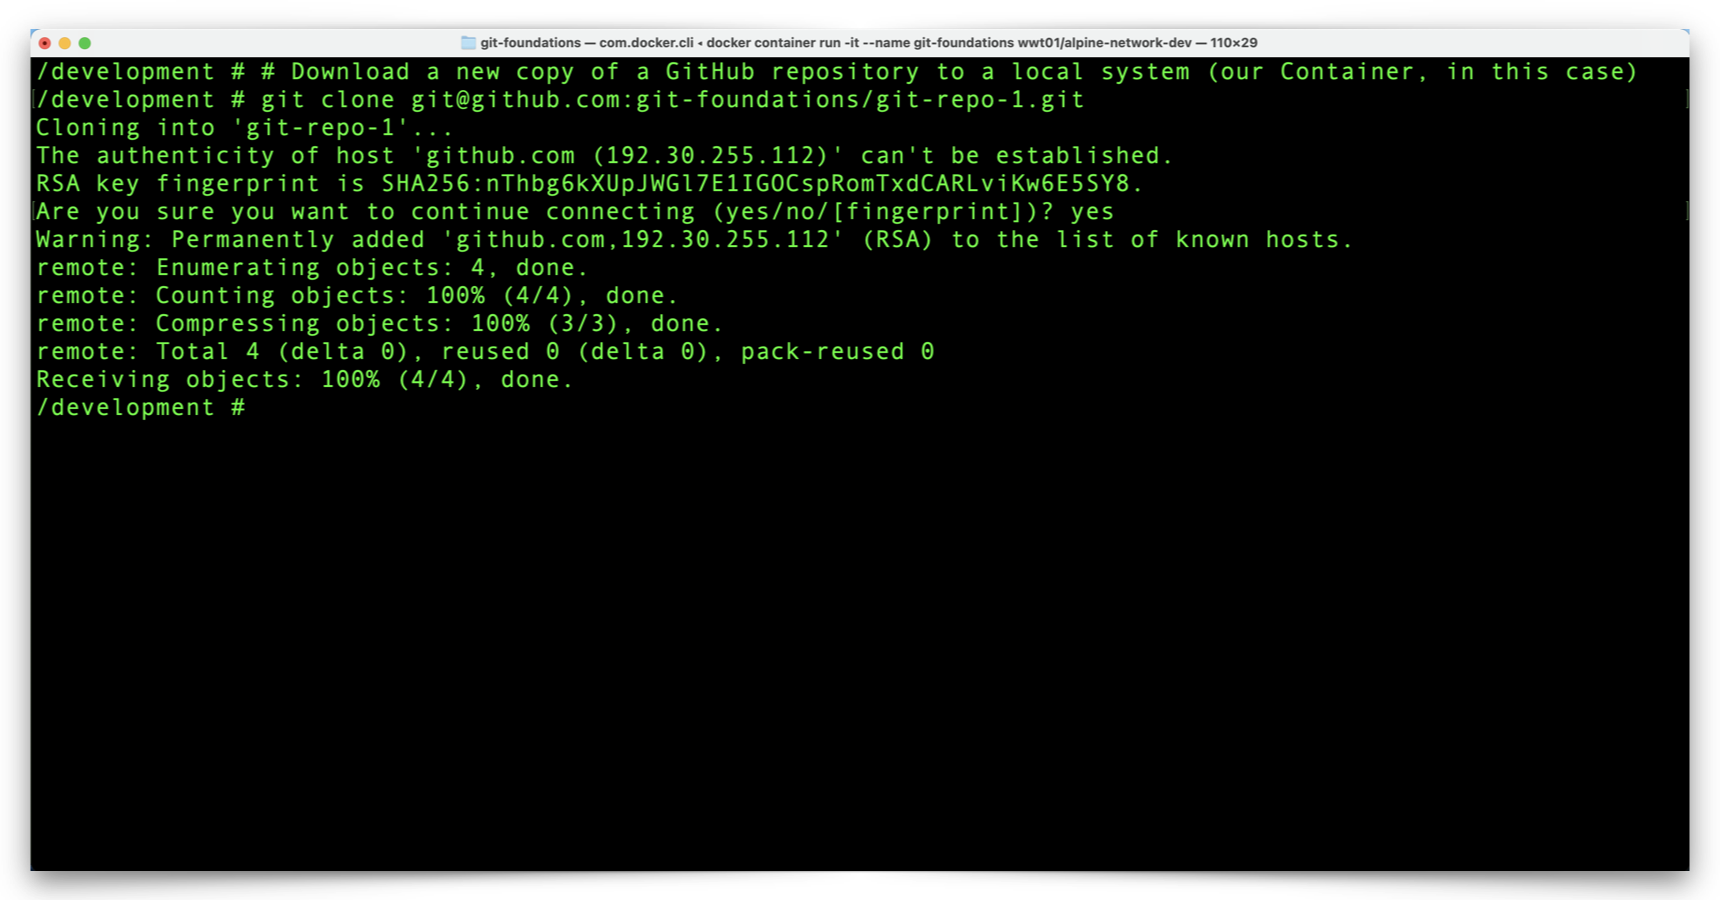 git-foundations — com.docker.cli ◂ docker container run -it --name git-foundations wwt01/alpine-network-dev — 110×29
/development # # Download a new copy of a GitHub repository to a local system (our Container, in this case)
/development # git clone git@github.com:git-foundations/git-repo-1.git
Cloning into 'git-repo-1'...
The authenticity of host 'github.com (192.30.255.112)' can't be established.
RSA key fingerprint is SHA256:nThbg6kXUpJWGl7E1IGOCspRomTxdCARLviKw6E5SY8.
Are you sure you want to continue connecting (yes/no/[fingerprint])? yes
Warning: Permanently added 'github.com,192.30.255.112' (RSA) to the list of known hosts.
remote: Enumerating objects: 4, done.
remote: Counting objects: 100% (4/4), done.
remote: Compressing objects: 100% (3/3), done.
remote: Total 4 (delta 0), reused 0 (delta 0), pack-reused 0
Receiving objects: 100% (4/4), done.
/development #